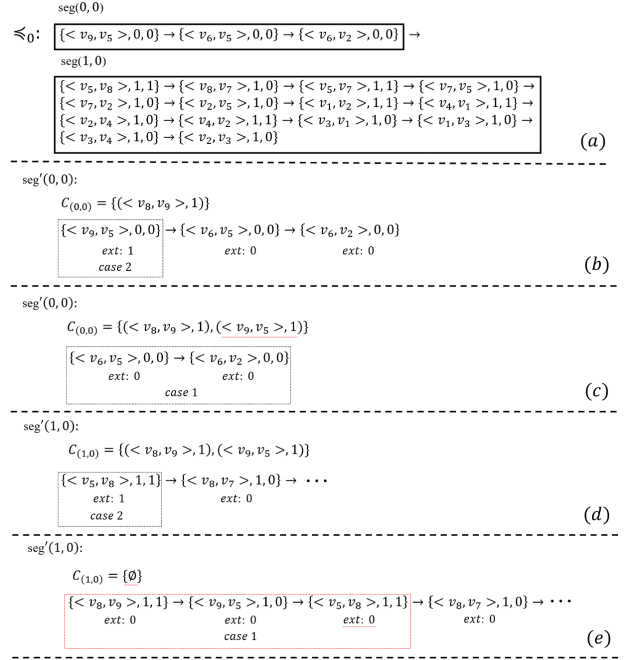 seg(0, 0)
≼₀: {< v₉, v₅ >, 0, 0} → {< v₆, v₅ >, 0, 0} → {< v₆, v₂ >, 0, 0} →
seg(1, 0)
{< v₅, v₈ >, 1, 1} → {< v₈, v₇ >, 1, 0} → {< v₅, v₇ >, 1, 1} → {< v₇, v₅ >, 1, 0} →
{< v₇, v₂ >, 1, 0} → {< v₂, v₅ >, 1, 0} → {< v₁, v₂ >, 1, 1} → {< v₄, v₁ >, 1, 1} →
{< v₂, v₄ >, 1, 0} → {< v₄, v₂ >, 1, 1} → {< v₃, v₁ >, 1, 0} → {< v₁, v₃ >, 1, 0} →
{< v₃, v₄ >, 1, 0} → {< v₂, v₃ >, 1, 0}
(a)
seg′(0, 0):
C₍₀,₀₎ = {(< v₈, v₉ >, 1)}
{< v₉, v₅ >, 0, 0} → {< v₆, v₅ >, 0, 0} → {< v₆, v₂ >, 0, 0}
ext: 1 ext: 0 ext: 0
case 2
(b)
seg′(0, 0):
C₍₀,₀₎ = {(< v₈, v₉ >, 1), (< v₉, v₅ >, 1)}
{< v₆, v₅ >, 0, 0} → {< v₆, v₂ >, 0, 0}
ext: 0 ext: 0
case 1
(c)
seg′(1, 0):
C₍₁,₀₎ = {(< v₈, v₉ >, 1), (< v₉, v₅ >, 1)}
{< v₅, v₈ >, 1, 1} → {< v₈, v₇ >, 1, 0} → ⋯
ext: 1 ext: 0
case 2
(d)
seg′(1, 0):
C₍₁,₀₎ = {∅}
{< v₈, v₉ >, 1, 1} → {< v₉, v₅ >, 1, 0} → {< v₅, v₈ >, 1, 1} → {< v₈, v₇ >, 1, 0} → ⋯
ext: 0 ext: 0 ext: 0 ext: 0
case 1
(e)